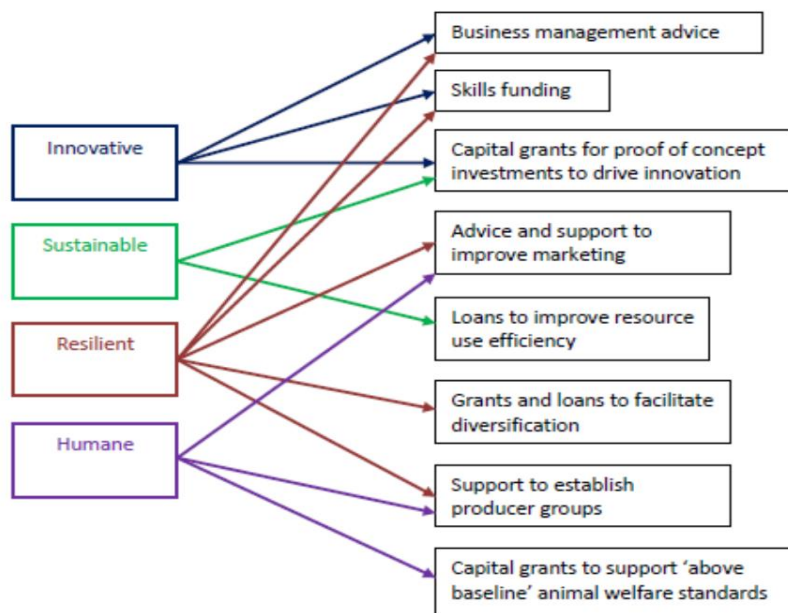 Innovative
Sustainable
Resilient
Humane
Business management advice
Skills funding
Capital grants for proof of concept
investments to drive innovation
Advice and support to
improve marketing
Loans to improve resource
use efficiency
Grants and loans to facilitate
diversification
Support to establish
producer groups
Capital grants to support ‘above
baseline’ animal welfare standards